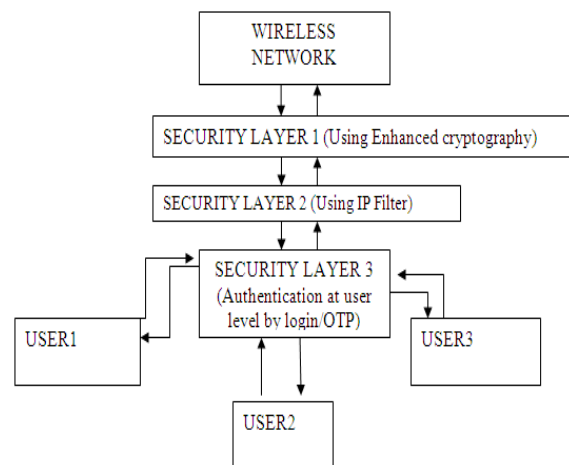 WIRELESS
NETWORK
SECURITY LAYER 1 (Using Enhanced cryptography)
SECURITY LAYER 2 (Using IP Filter)
SECURITY LAYER 3
(Authentication at user
level by login/OTP)
USER1
USER3
USER2